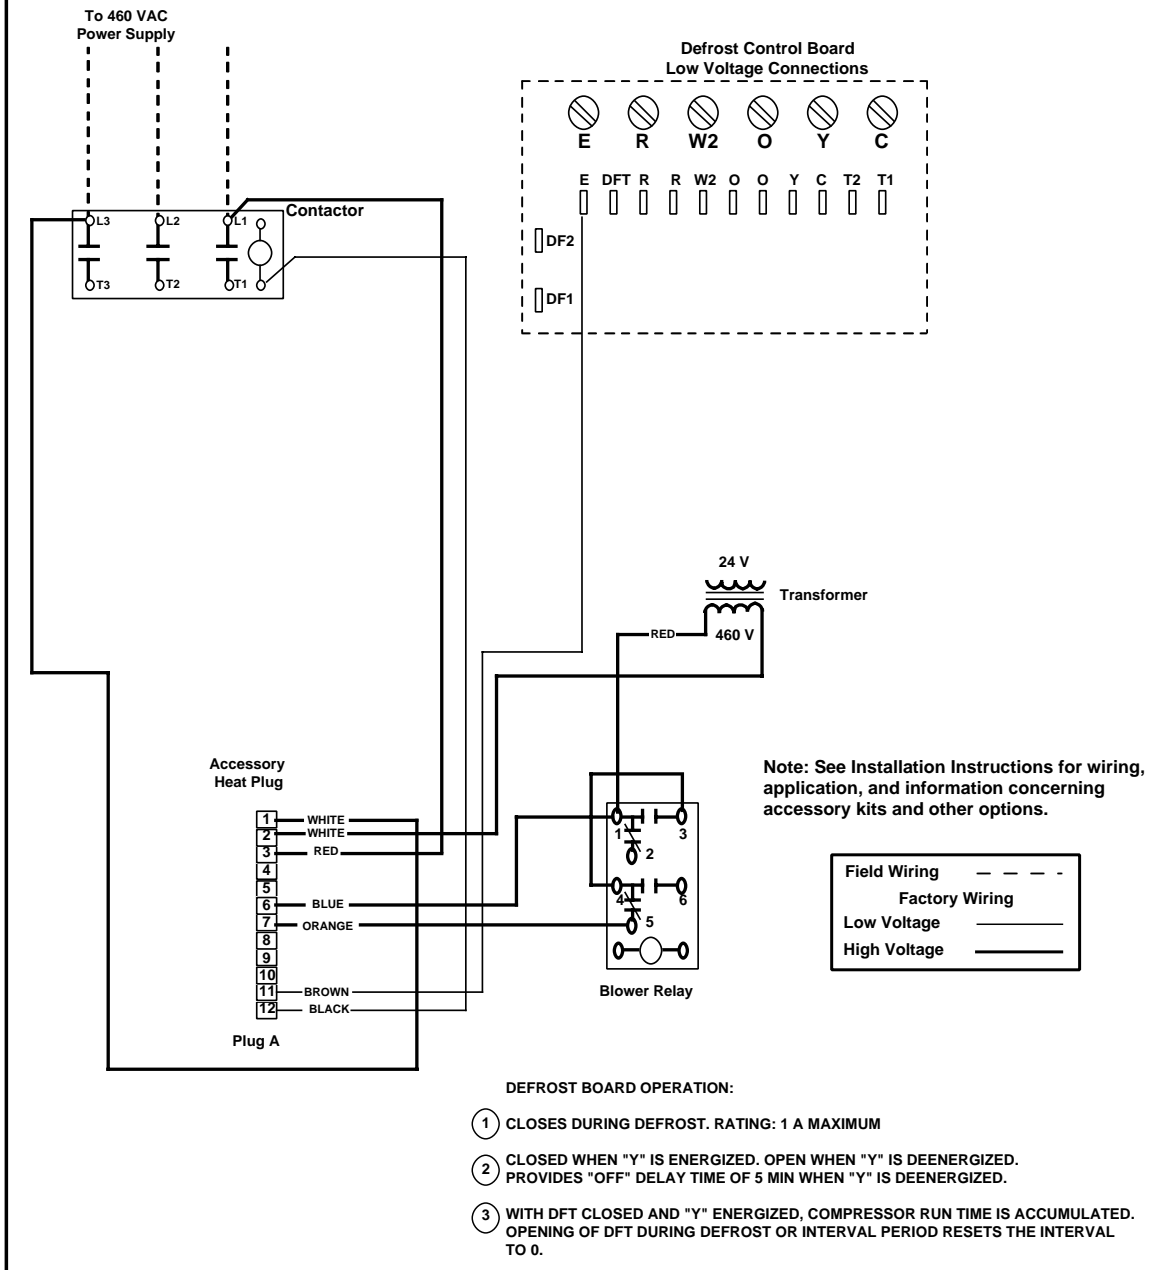 To 460 VAC
Power Supply
Defrost Control Board
Low Voltage Connections
E R W2 O Y C
E DFT R R W2 O O Y C T2 T1
DF2
DF1
Contactor
L3 L2 L1
T3 T2 T1
24 V
Transformer
RED
460 V
Accessory
Heat Plug
1 WHITE
2 WHITE
3 RED
4
5
6 BLUE
7 ORANGE
8
9
10
11 BROWN
12 BLACK
Plug A
1 3
2
4 6
5
Blower Relay
Note: See Installation Instructions for wiring,
application, and information concerning
accessory kits and other options.
Field Wiring
Factory Wiring
Low Voltage
High Voltage
DEFROST BOARD OPERATION:
1 CLOSES DURING DEFROST. RATING: 1 A MAXIMUM
2 CLOSED WHEN "Y" IS ENERGIZED. OPEN WHEN "Y" IS DEENERGIZED.
PROVIDES "OFF" DELAY TIME OF 5 MIN WHEN "Y" IS DEENERGIZED.
3 WITH DFT CLOSED AND "Y" ENERGIZED, COMPRESSOR RUN TIME IS ACCUMULATED.
OPENING OF DFT DURING DEFROST OR INTERVAL PERIOD RESETS THE INTERVAL
TO 0.